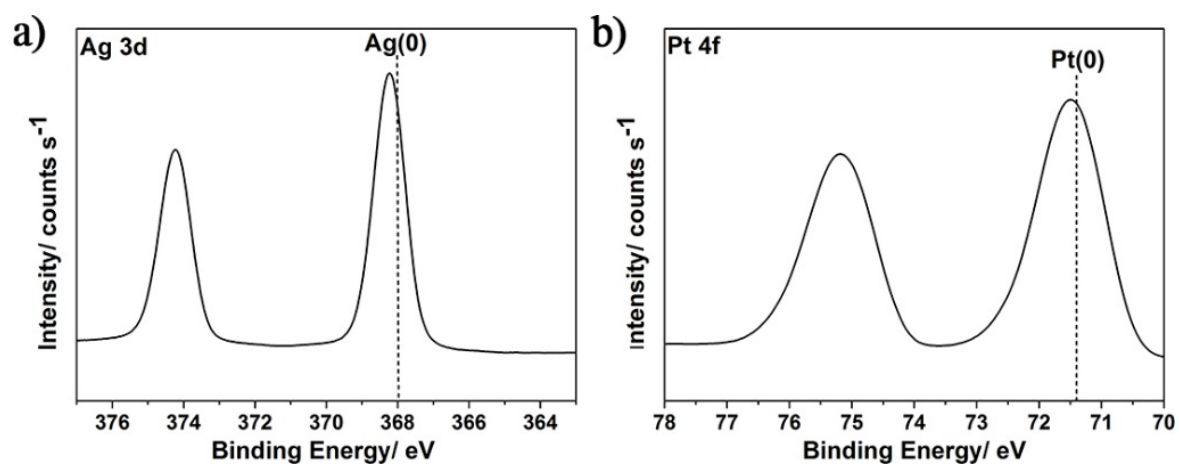 a)
Ag 3d
Ag(0)
Intensity/ counts s-1
376 374 372 370 368 366 364
Binding Energy/ eV
b)
Pt 4f
Pt(0)
Intensity/ counts s-1
78 77 76 75 74 73 72 71 70
Binding Energy/ eV